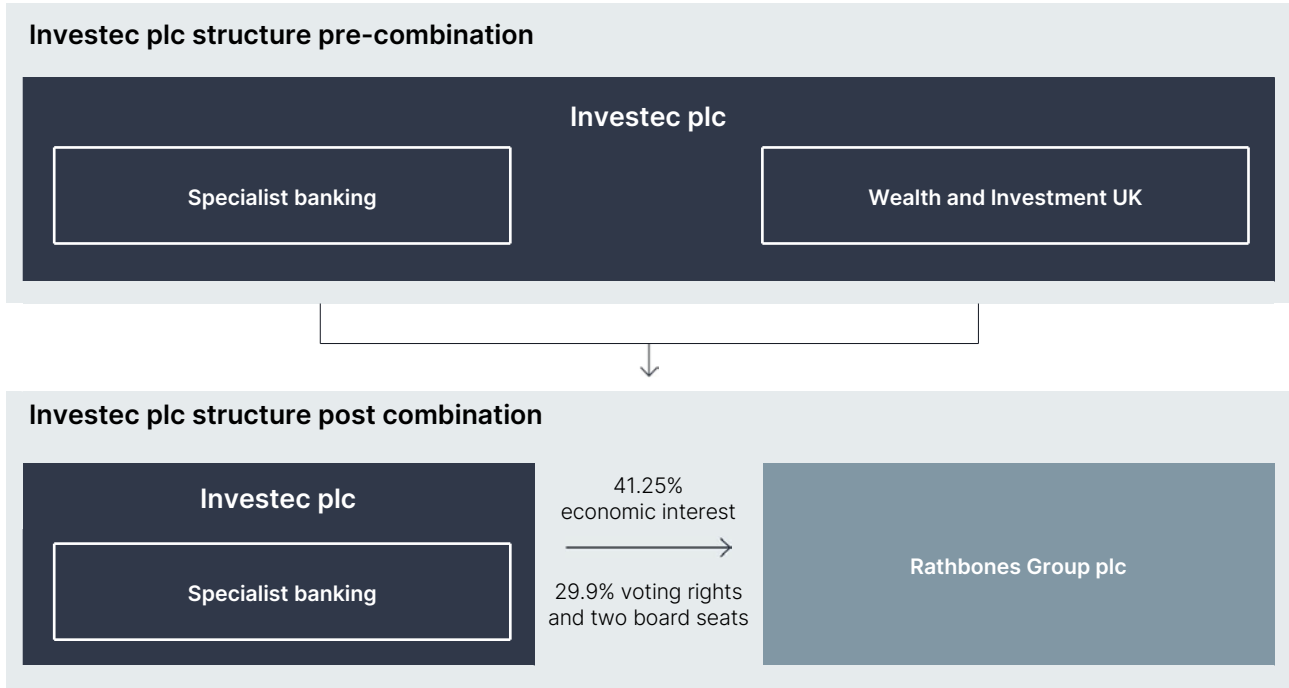 Investec plc structure pre-combination
Investec plc
Specialist banking
Wealth and Investment UK
Investec plc structure post combination
Investec plc
Specialist banking
41.25%
economic interest
29.9% voting rights
and two board seats
Rathbones Group plc